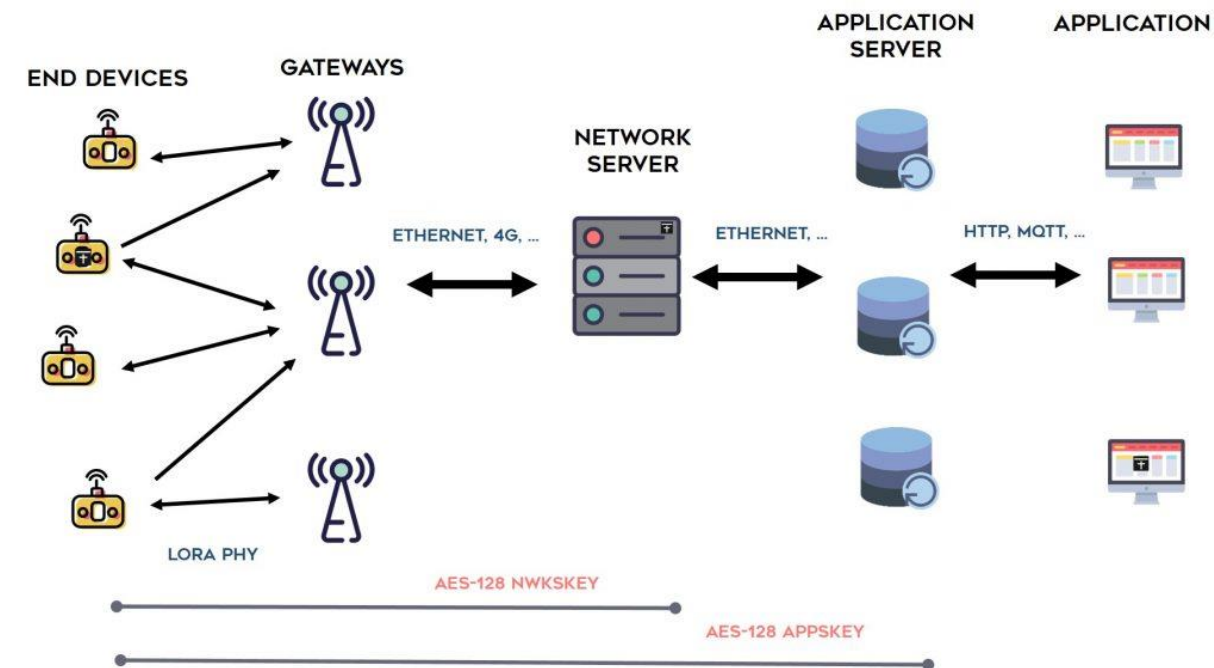 END DEVICES
GATEWAYS
NETWORK
SERVER
APPLICATION
SERVER
APPLICATION
ETHERNET, 4G, ...
ETHERNET, ...
HTTP, MQTT, ...
LORA PHY
AES-128 NWKSKEY
AES-128 APPSKEY